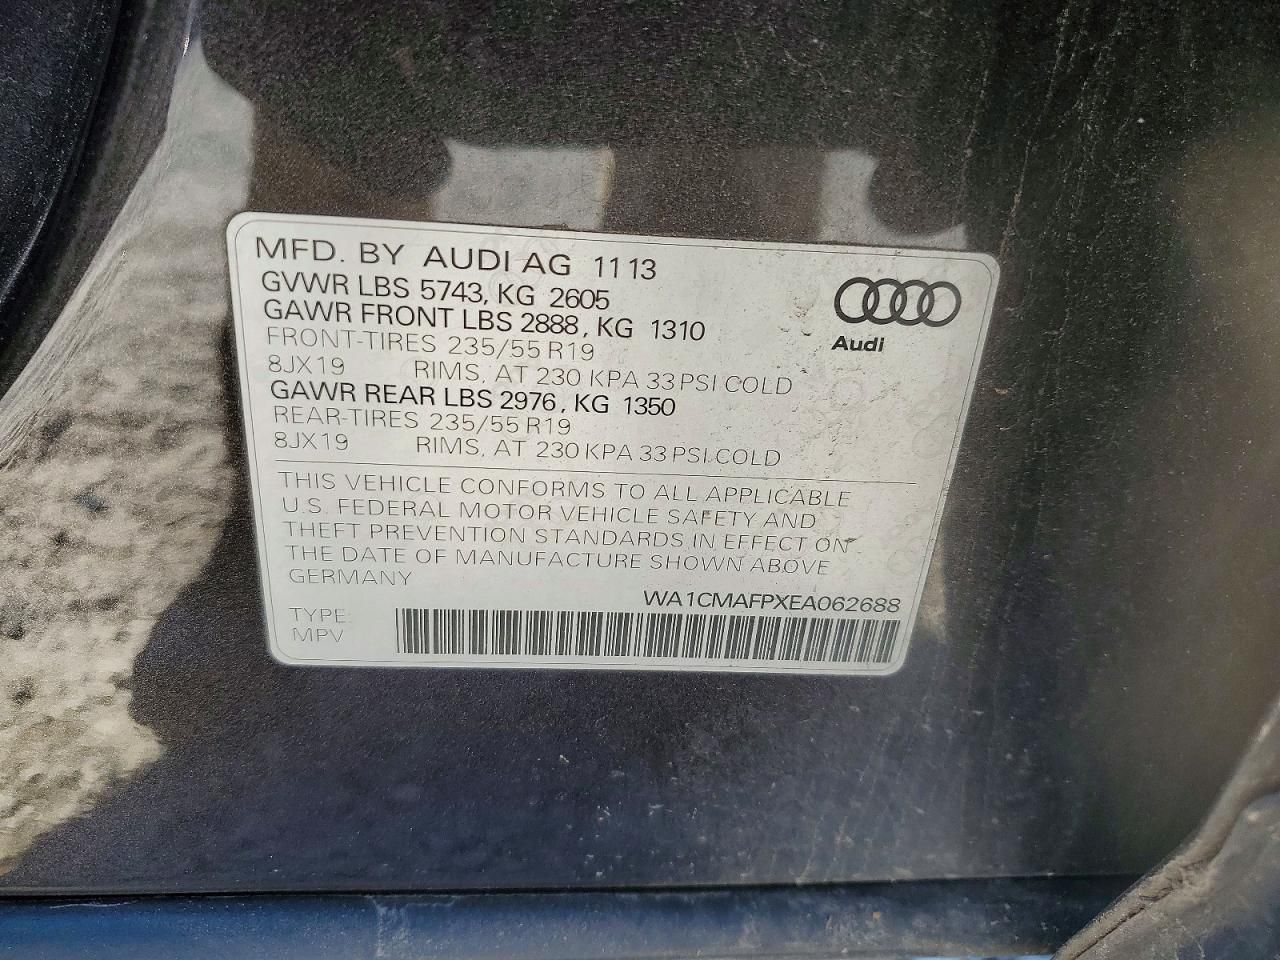 MFD. BY AUDI AG 11 13
GVWR LBS 5743, KG 2605
GAWR FRONT LBS 2888, KG 1310
FRONT-TIRES 235/55 R19
8JX19 RIMS, AT 230 KPA 33 PSI COLD
GAWR REAR LBS 2976, KG 1350
REAR-TIRES 235/55 R19
8JX19 RIMS, AT 230 KPA 33 PSI COLD
Audi
THIS VEHICLE CONFORMS TO ALL APPLICABLE
U.S. FEDERAL MOTOR VEHICLE SAFETY AND
THEFT PREVENTION STANDARDS IN EFFECT ON
THE DATE OF MANUFACTURE SHOWN ABOVE
GERMANY
WA1CMAFPXEA062688
TYPE:
MPV